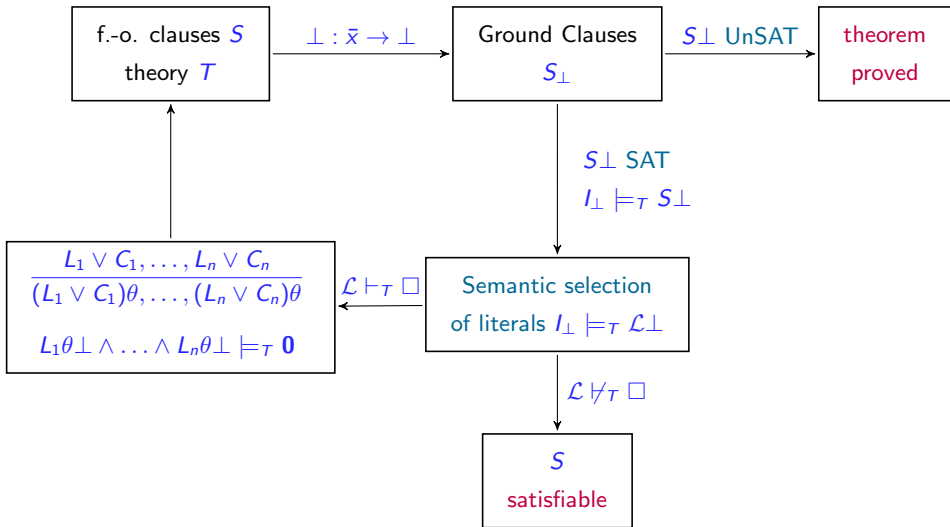 f.-o. clauses S
theory T
⊥ : x̄ → ⊥
Ground Clauses
S⊥
S⊥ UnSAT
theorem
proved
S⊥ SAT
I⊥ ⊨T S⊥
Semantic selection
of literals I⊥ ⊨T ℒ⊥
ℒ ⊢T □
L1 ∨ C1, . . . , Ln ∨ Cn
(L1 ∨ C1)θ, . . . , (Ln ∨ Cn)θ
L1θ⊥ ∧ . . . ∧ Lnθ⊥ ⊨T 0
ℒ ⊬T □
S
satisfiable